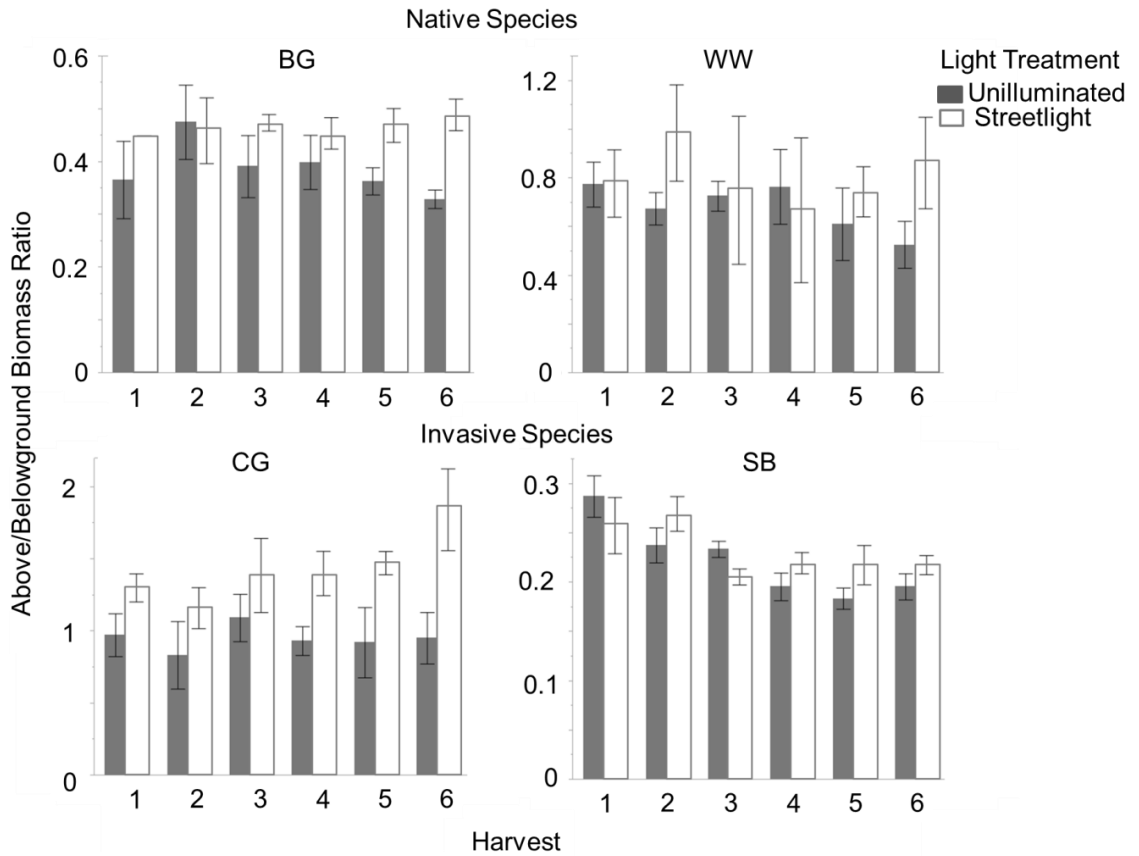 Native Species
BG
WW
Light Treatment
Unilluminated
Streetlight
0.6
0.4
0.2
0
1 2 3 4 5 6
1.2
0.8
0.4
0
1 2 3 4 5 6
Above/Belowground Biomass Ratio
Invasive Species
CG
SB
2
1
0
1 2 3 4 5 6
0.3
0.2
0.1
0
1 2 3 4 5 6
Harvest